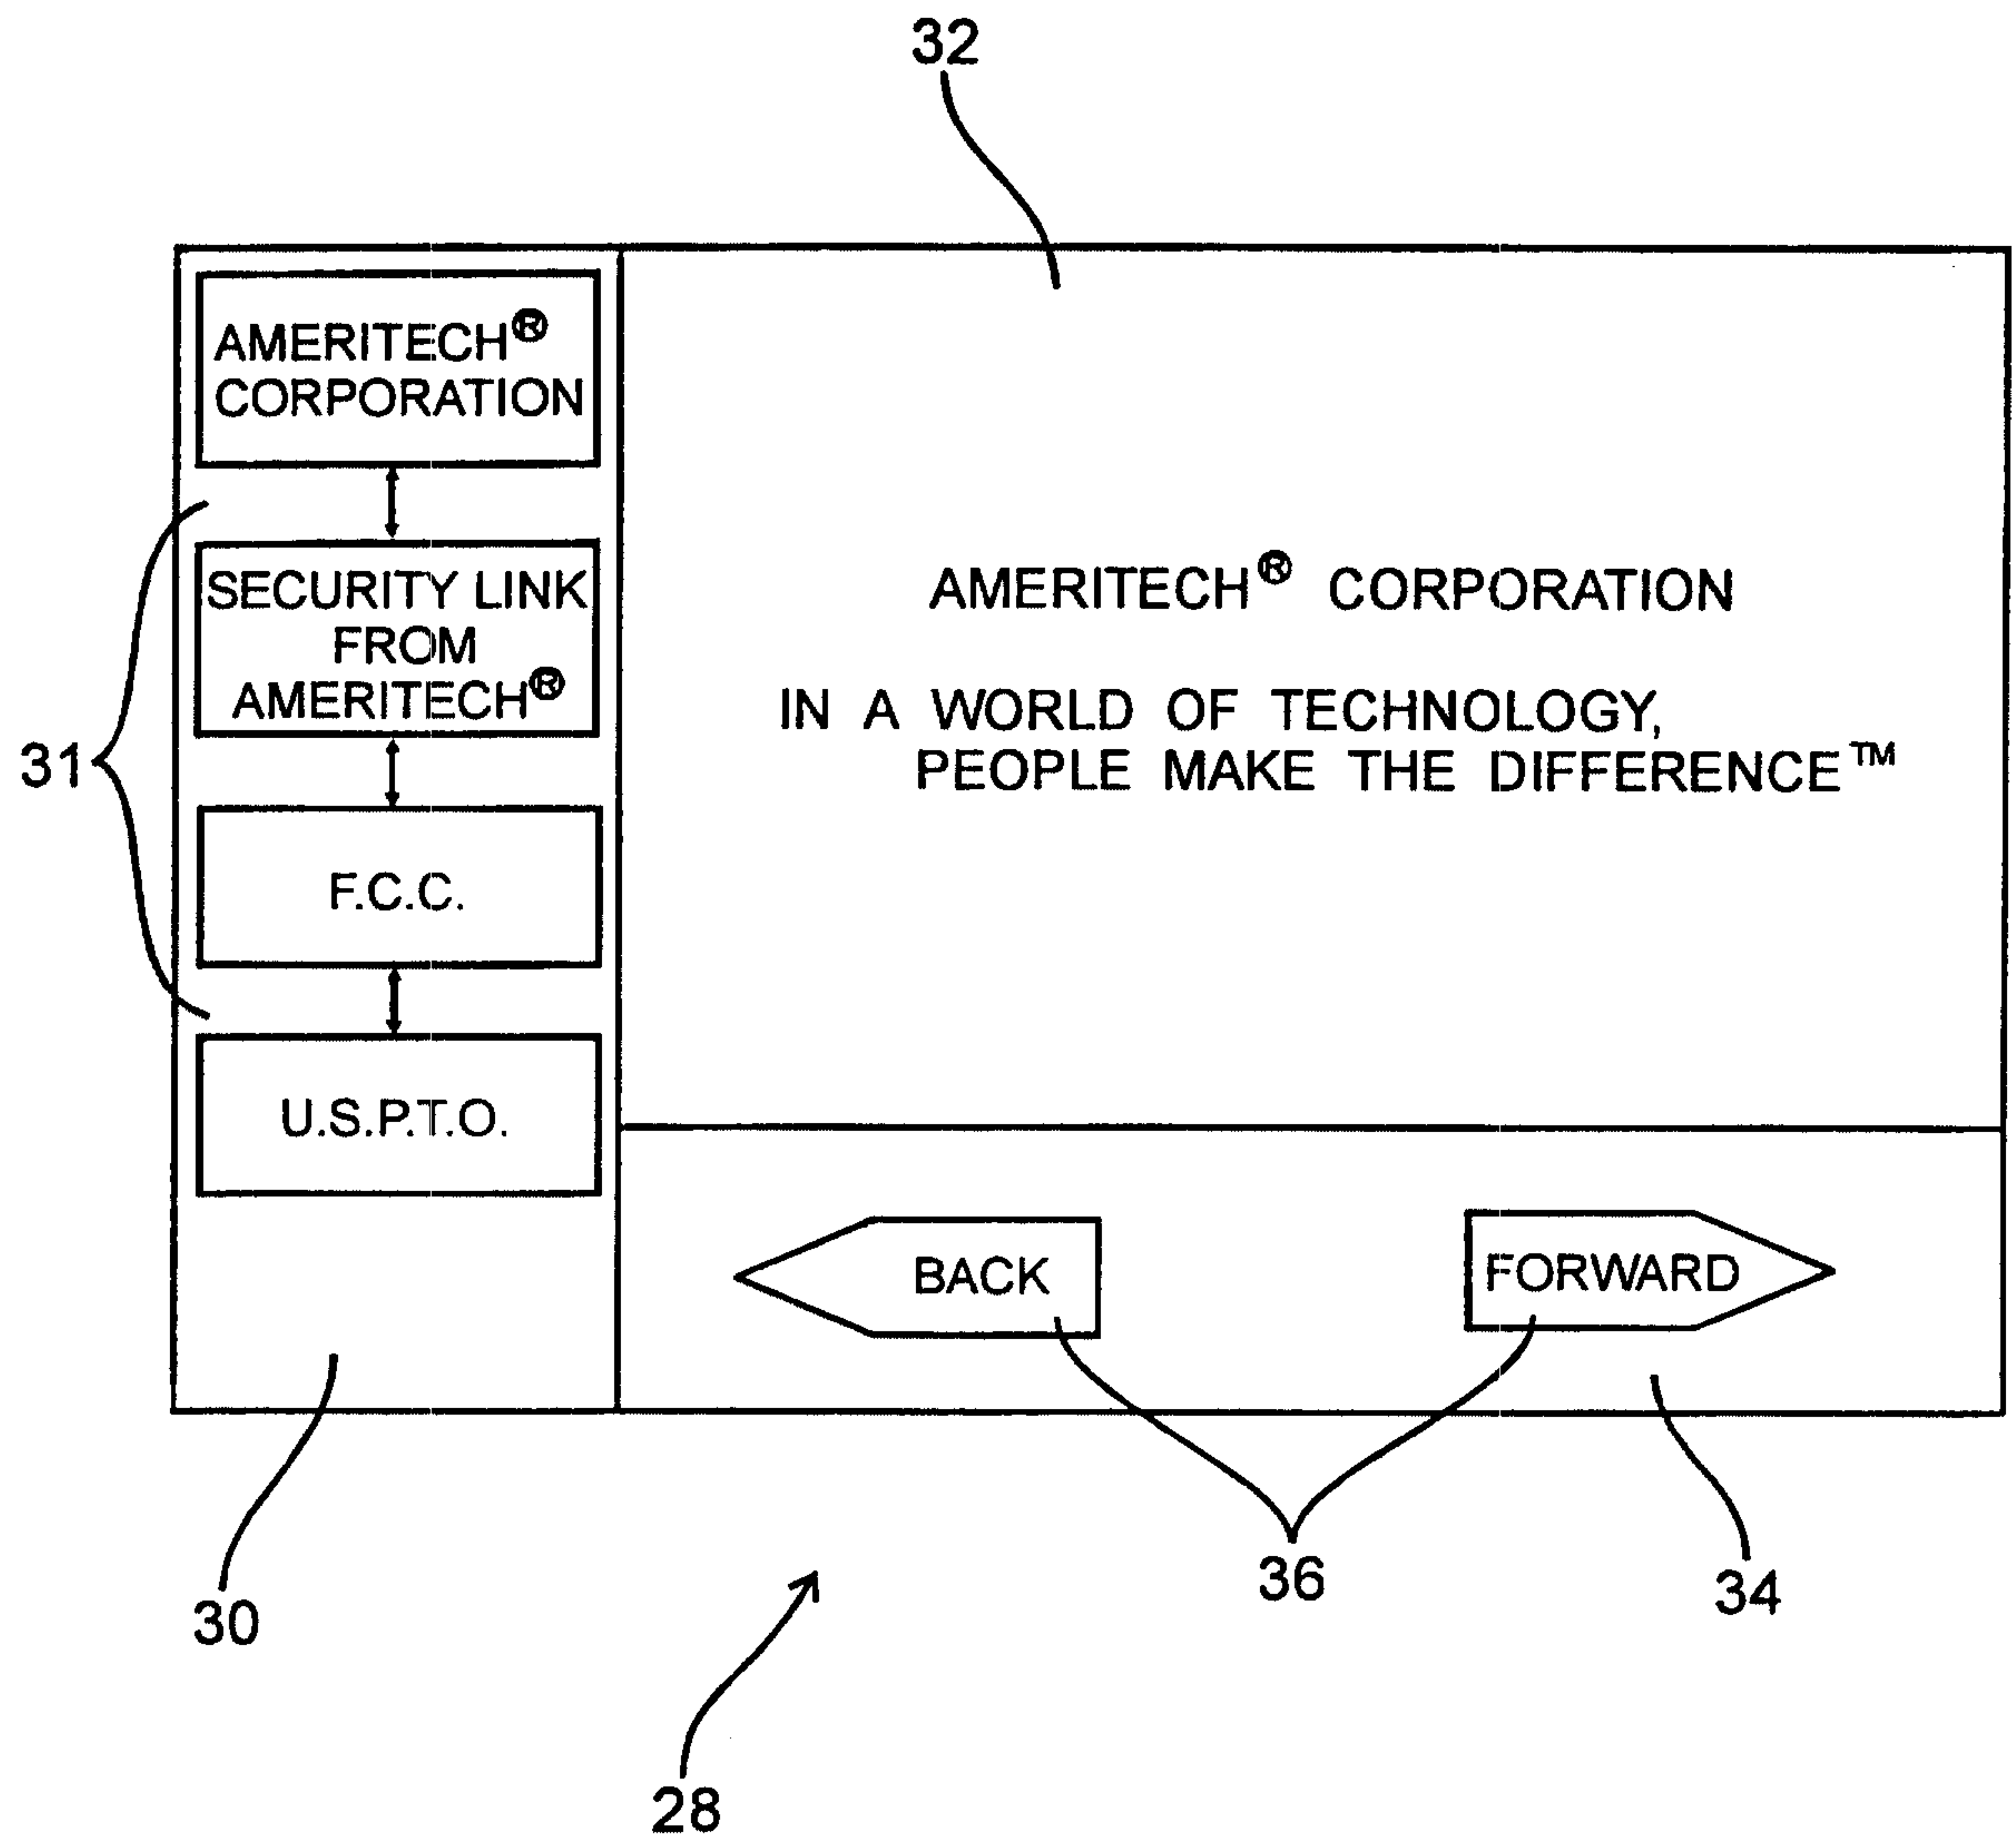 32
AMERITECH®
CORPORATION
SECURITY LINK
FROM
AMERITECH®
F.C.C.
U.S.P.T.O.
31
AMERITECH® CORPORATION
IN A WORLD OF TECHNOLOGY,
PEOPLE MAKE THE DIFFERENCE™
BACK
FORWARD
30
36
34
28